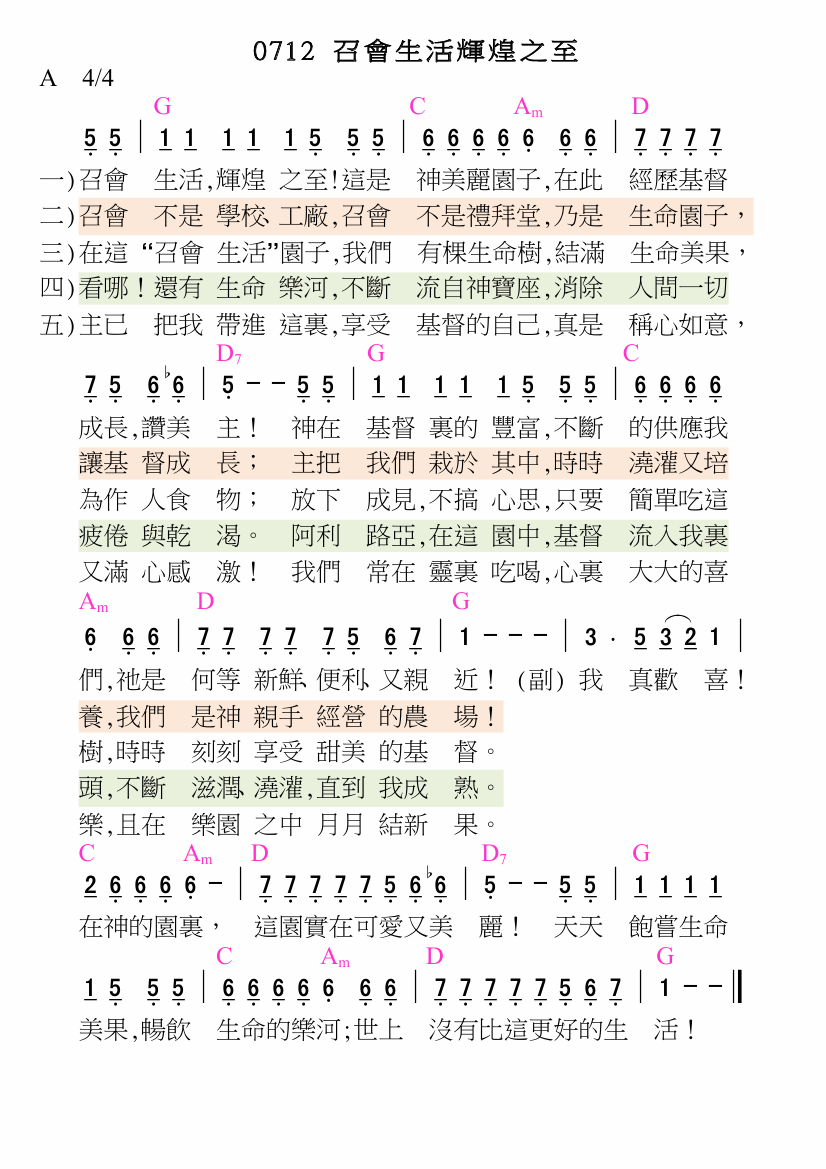 0712 召會生活輝煌之至
A 4/4
G C Am D
5 5 | 1 1 1 1 1 5 5 5 | 6 6 6 6 6 6 6 | 7 7 7 7
一)召會 生活,輝煌 之至!這是 神美麗園子,在此 經歷基督
二)召會 不是 學校、工廠,召會 不是禮拜堂,乃是 生命園子，
三)在這 “召會 生活”園子,我們 有棵生命樹,結滿 生命美果，
四)看哪！還有 生命 樂河,不斷 流自神寶座,消除 人間一切
五)主已 把我 帶進 這裏,享受 基督的自己,真是 稱心如意，
D7 G C
7 5 6 ♭6 | 5 - - 5 5 | 1 1 1 1 1 5 5 5 | 6 6 6 6
成長,讚美 主！ 神在 基督 裏的 豐富,不斷 的供應我
讓基 督成 長； 主把 我們 栽於 其中,時時 澆灌又培
為作 人食 物； 放下 成見,不搞 心思,只要 簡單吃這
疲倦 與乾 渴。 阿利 路亞,在這 園中,基督 流入我裏
又滿 心感 激！ 我們 常在 靈裏 吃喝,心裏 大大的喜
Am D G
6 6 6 | 7 7 7 7 7 5 6 7 | 1 - - - | 3 · 5 3 2 1 |
們,祂是 何等 新鮮、便利、又親 近！ (副) 我 真歡 喜！
養,我們 是神 親手 經營 的農 場！
樹,時時 刻刻 享受 甜美 的基 督。
頭,不斷 滋潤、澆灌,直到 我成 熟。
樂,且在 樂園 之中 月月 結新 果。
C Am D D7 G
2 6 6 6 6 - | 7 7 7 7 7 5 6 ♭6 | 5 - - 5 5 | 1 1 1 1
在神的園裏， 這園實在可愛又美 麗！ 天天 飽嘗生命
C Am D G
1 5 5 5 | 6 6 6 6 6 6 6 | 7 7 7 7 7 5 6 7 | 1 - - ‖
美果,暢飲 生命的樂河;世上 沒有比這更好的生 活！